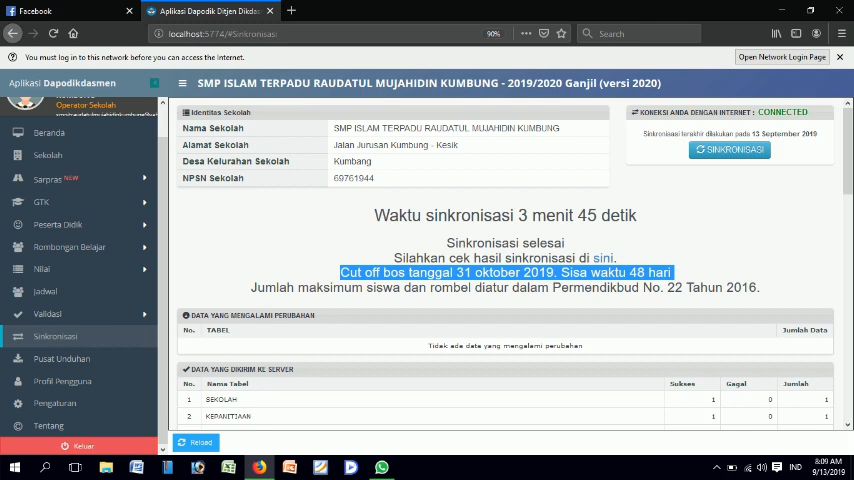 Facebook
Aplikasi Dapodik Ditjen Dikdas
localhost:5774/#Sinkronisasi
90%
Search
You must log in to this network before you can access the Internet.
Open Network Login Page
Aplikasi Dapodikdasmen
SMP ISLAM TERPADU RAUDATUL MUJAHIDIN KUMBUNG - 2019/2020 Ganjil (versi 2020)
Operator Sekolah
Beranda
Sekolah
Sarpras NEW
GTK
Peserta Didik
Rombongan Belajar
Nilai
Jadwal
Validasi
Sinkronisasi
Pusat Unduhan
Profil Pengguna
Pengaturan
Tentang
Keluar
Identitas Sekolah
Nama Sekolah SMP ISLAM TERPADU RAUDATUL MUJAHIDIN KUMBUNG
Alamat Sekolah Jalan Jurusan Kumbung - Kesik
Desa Kelurahan Sekolah Kumbang
NPSN Sekolah 69761944
KONEKSI ANDA DENGAN INTERNET : CONNECTED
Sinkronisasi terakhir dilakukan pada 13 September 2019
SINKRONISASI
Waktu sinkronisasi 3 menit 45 detik
Sinkronisasi selesai
Silahkan cek hasil sinkronisasi di sini.
Cut off bos tanggal 31 oktober 2019. Sisa waktu 48 hari
Jumlah maksimum siswa dan rombel diatur dalam Permendikbud No. 22 Tahun 2016.
DATA YANG MENGALAMI PERUBAHAN
No. TABEL Jumlah Data
Tidak ada data yang mengalami perubahan
DATA YANG DIKIRIM KE SERVER
No. Nama Tabel Sukses Gagal Jumlah
1 SEKOLAH 1 0 1
2 KEPANITIAAN 1 0 1
Reload
IND
8:09 AM
9/13/2019